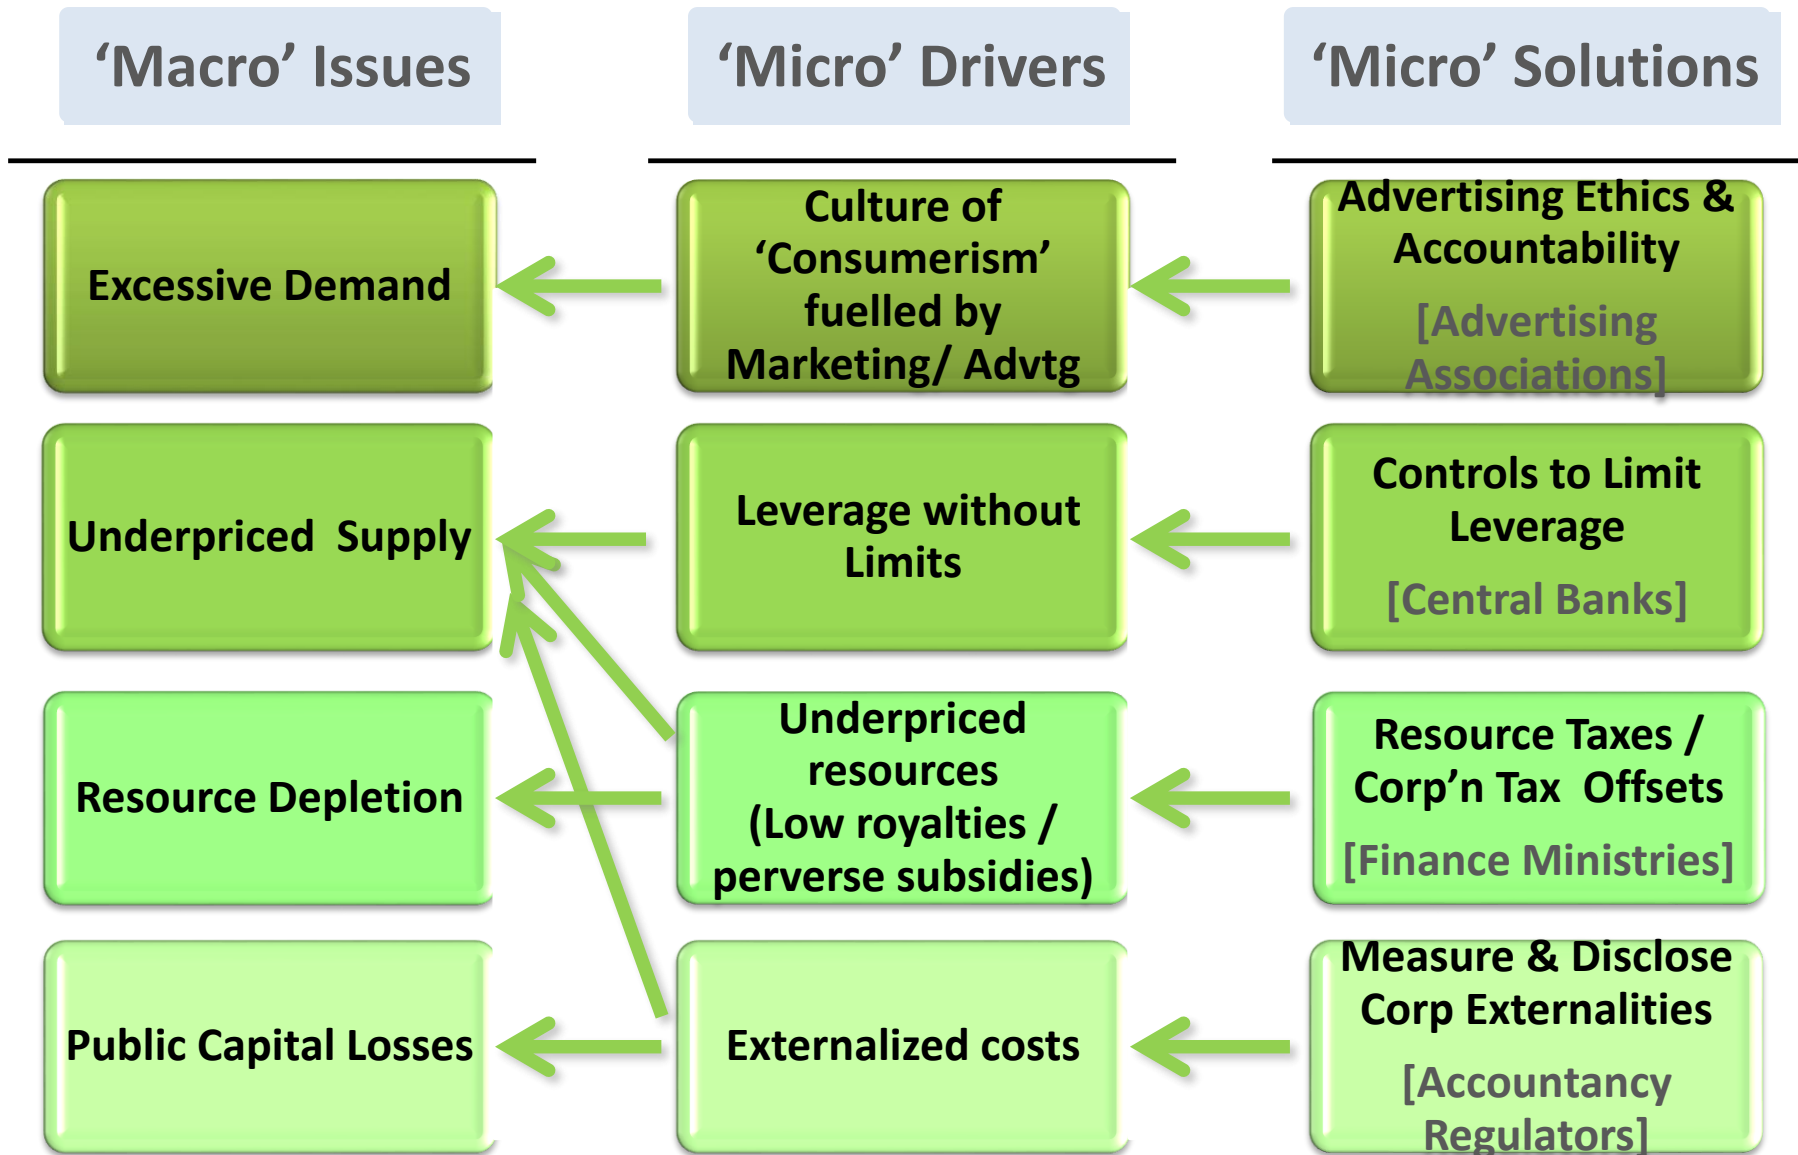 ‘Macro’ Issues
‘Micro’ Drivers
‘Micro’ Solutions
Excessive Demand
Culture of
‘Consumerism’
fuelled by
Marketing/ Advtg
Advertising Ethics &
Accountability
[Advertising
Associations]
Underpriced  Supply
Leverage without
Limits
Controls to Limit
Leverage
[Central Banks]
Resource Depletion
Underpriced
resources
(Low royalties /
perverse subsidies)
Resource Taxes /
Corp’n Tax  Offsets
[Finance Ministries]
Public Capital Losses
Externalized costs
Measure & Disclose
Corp Externalities
[Accountancy
Regulators]